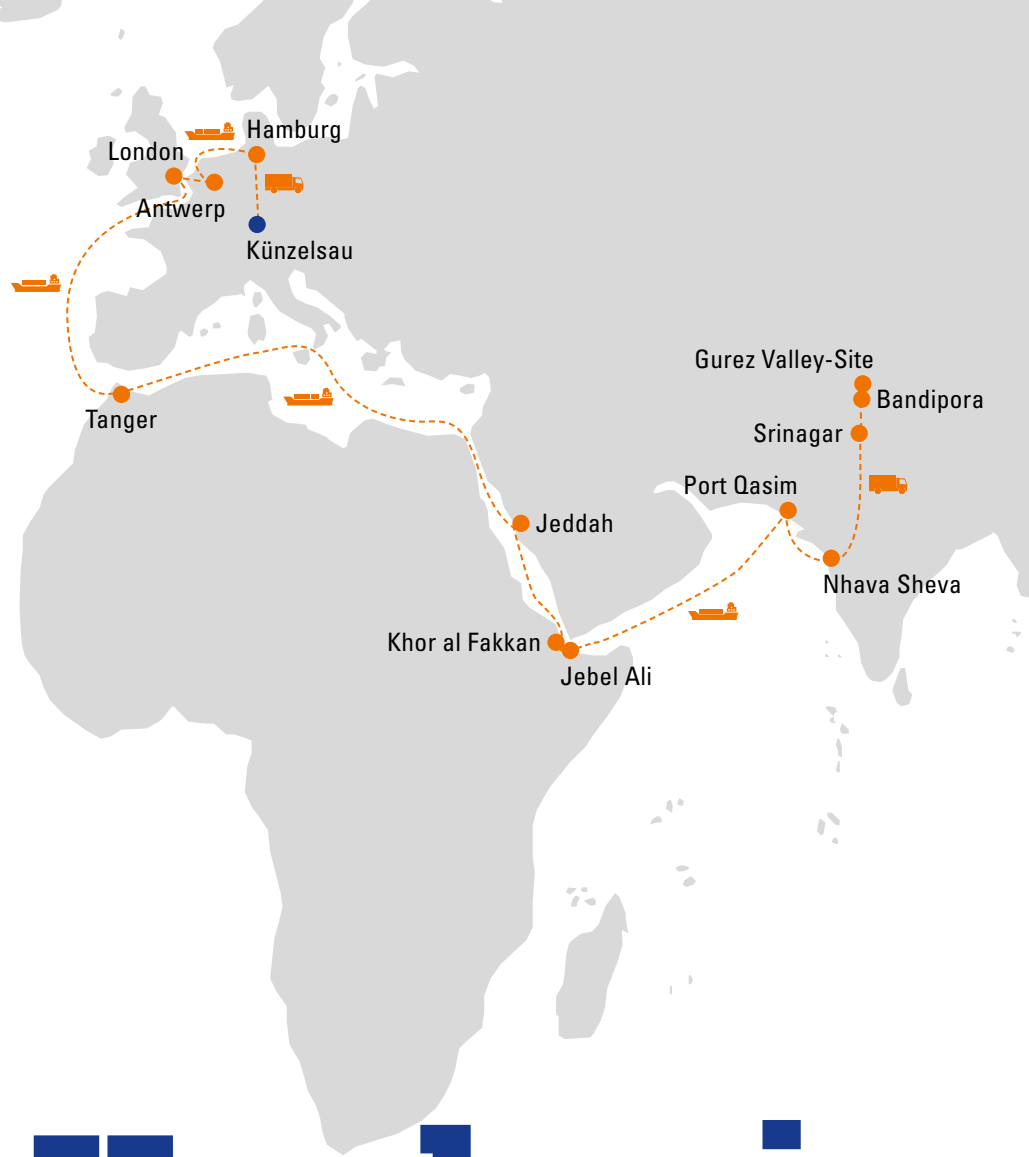 Hamburg
London
Antwerp
Künzelsau
Gurez Valley-Site
Bandipora
Tanger
Srinagar
Port Qasim
Jeddah
Nhava Sheva
Khor al Fakkan
Jebel Ali